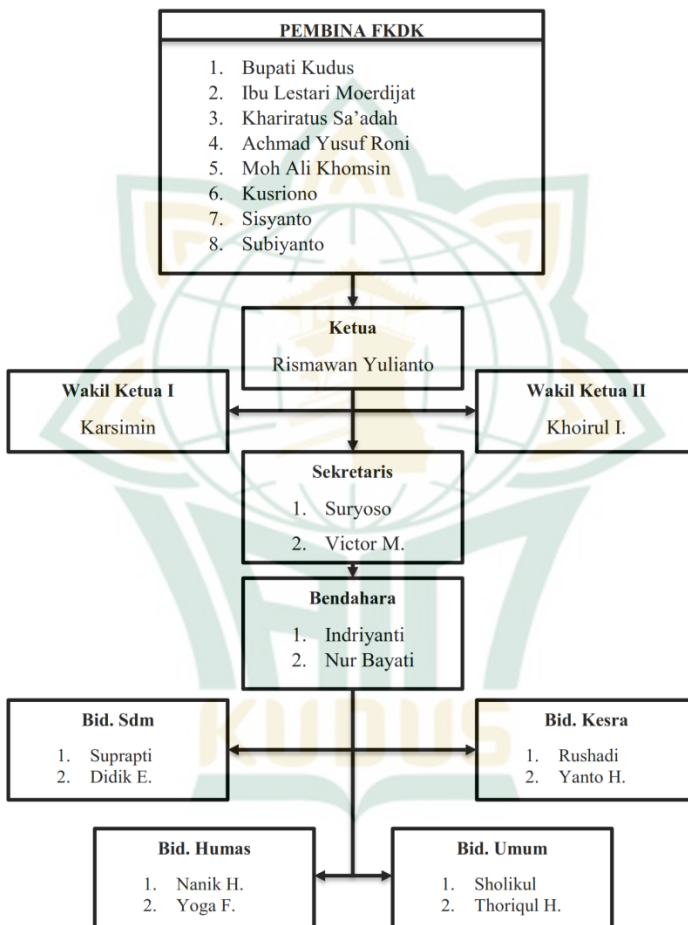 PEMBINA FKDK
1. Bupati Kudus
2. Ibu Lestari Moerdijat
3. Khariratus Sa’adah
4. Achmad Yusuf Roni
5. Moh Ali Khomsin
6. Kusriono
7. Sisyanto
8. Subiyanto
Ketua
Rismawan Yulianto
Wakil Ketua I
Karsimin
Wakil Ketua II
Khoirul I.
Sekretaris
1. Suryoso
2. Victor M.
Bendahara
1. Indriyanti
2. Nur Bayati
KUDUS
Bid. Sdm
1. Suprapti
2. Didik E.
Bid. Kesra
1. Rushadi
2. Yanto H.
Bid. Humas
1. Nanik H.
2. Yoga F.
Bid. Umum
1. Sholikul
2. Thoriqul H.